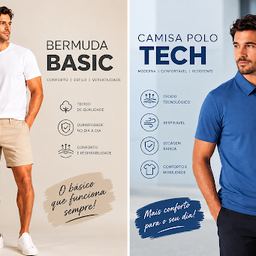 BERMUDA
BASIC
CONFORTO | ESTILO | VERSATILIDADE
TECIDO
DE QUALIDADE
DURABILIDADE
NO DIA A DIA
CONFORTO
E RESPIRABILIDADE
O básico
que funciona
sempre!
CAMISA POLO
TECH
MODERNA | CONFORTÁVEL | RESISTENTE
TECIDO
TECNOLÓGICO
RESPIRÁVEL
SECAGEM
RÁPIDA
CONFORTO E
MOBILIDADE
Mais conforto
para o seu dia!